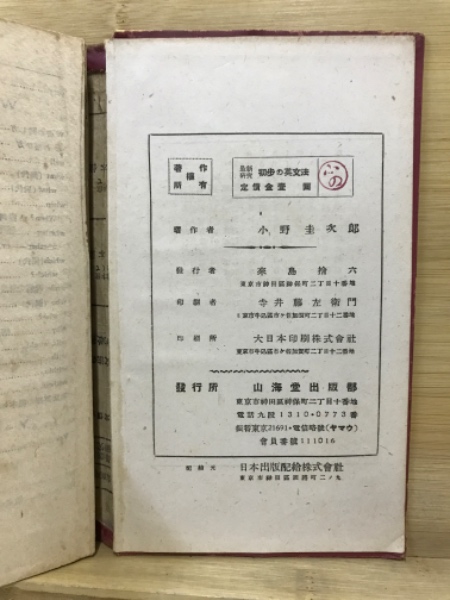 著作
權
所有
最新研究 初步の英文法
定價金壹圓
著作者 小野圭次郎
發行者 來島捨六
東京市神田區神保町二丁目十番地
印刷者 寺井藤左衛門
東京市牛込區市ケ谷加賀町二丁目十二番地
印刷所 大日本印刷株式會社
東京市牛込區市ケ谷加賀町二丁目十二番地
發行所 山海堂出版部
東京市神田區神保町二丁目十番地
電話九段1310・0773番
振替東京21691・電信略號(ヤマウ)
會員番號111016
配給元 日本出版配給株式會社
東京市神田區淡路町二ノ九